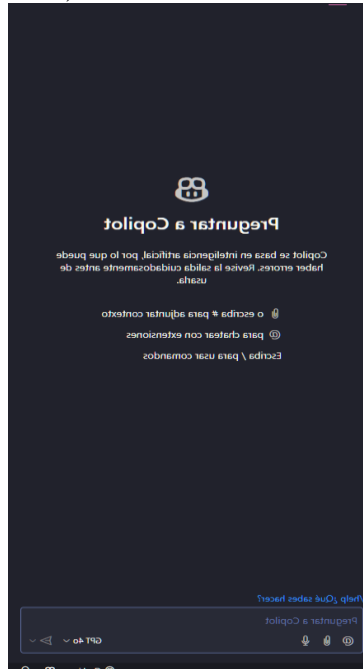 Preguntar a Copilot
Copilot se basa en inteligencia artificial, por lo que puede
haber errores. Revise la salida cuidadosamente antes de
usarla.
o escriba # para adjuntar contexto
@ para chatear con extensiones
Escriba / para usar comandos
/help ¿Qué sabes hacer?
Preguntar a Copilot
@
GPT 4o